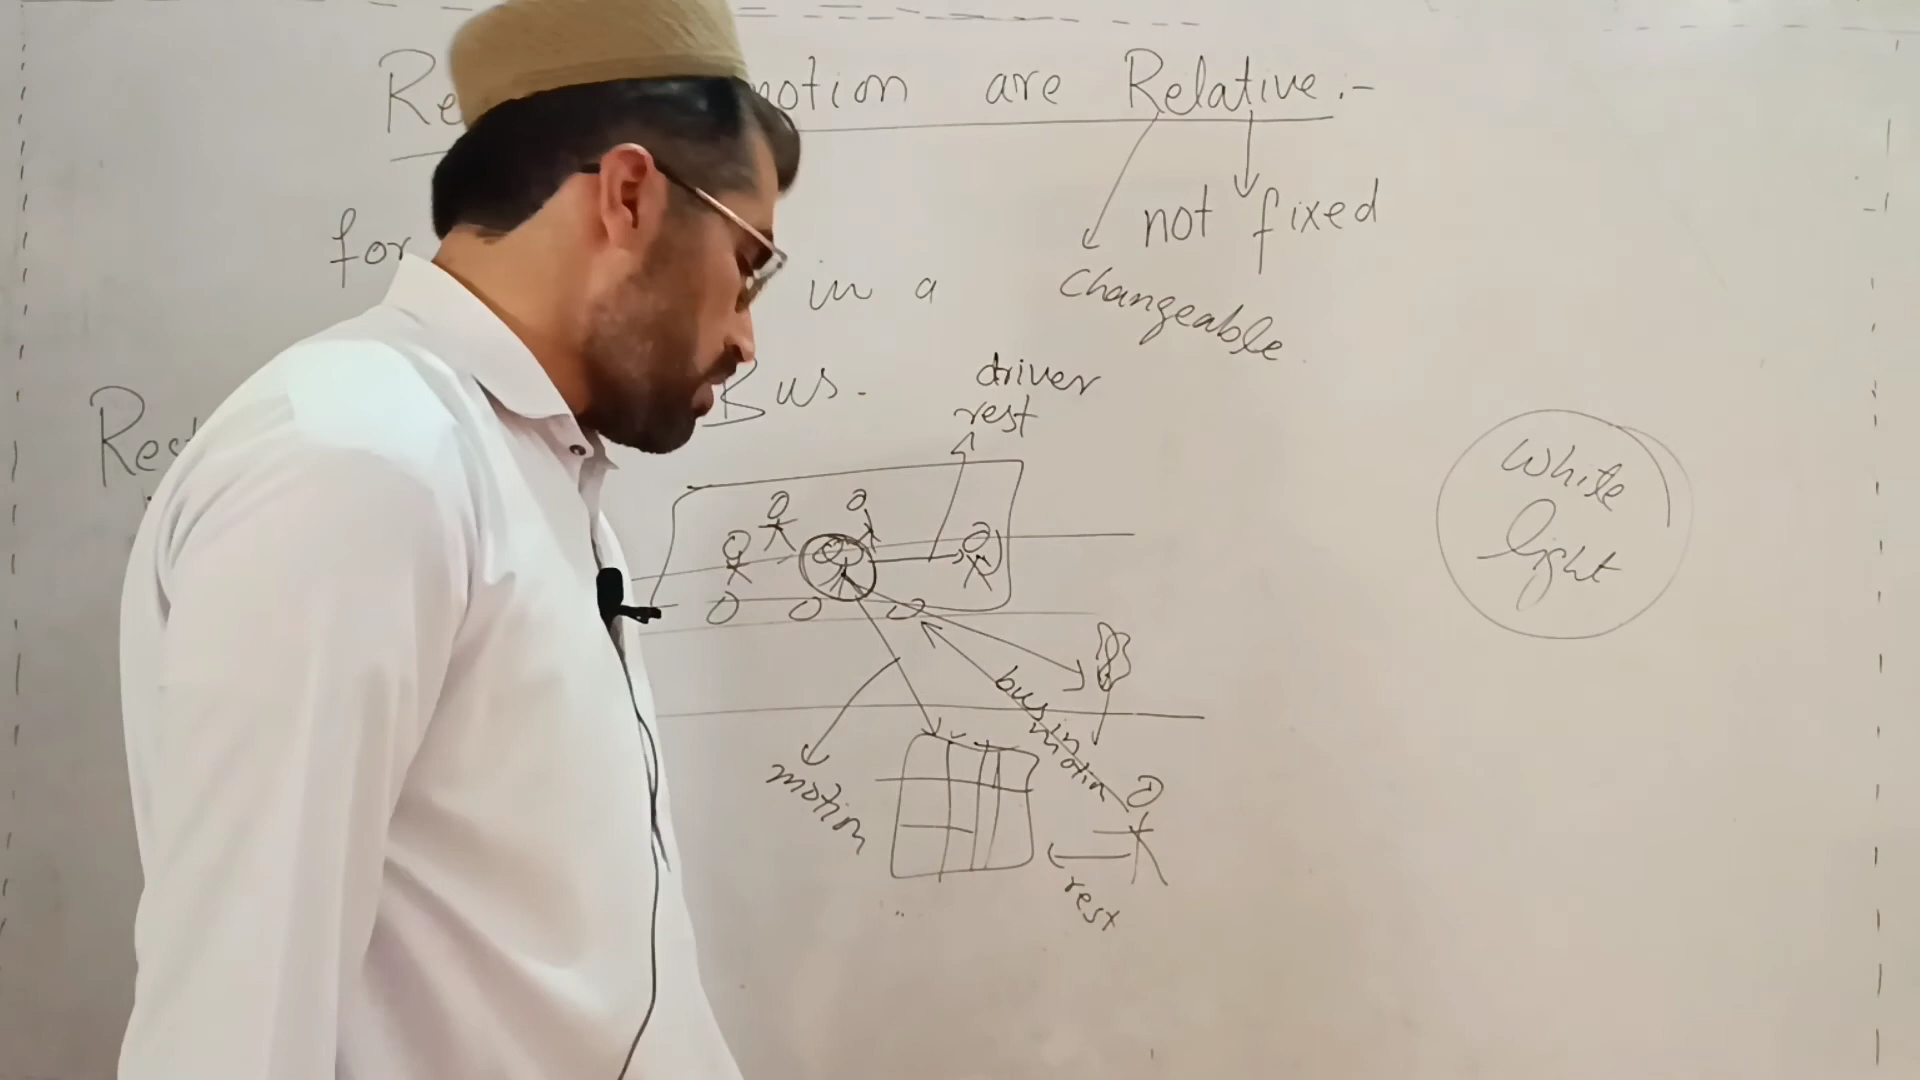 Re motion are Relative :-
not fixed
for in a
changeable
Bus.
driver
rest
Res
White
light
bus in
motion
motion
rest